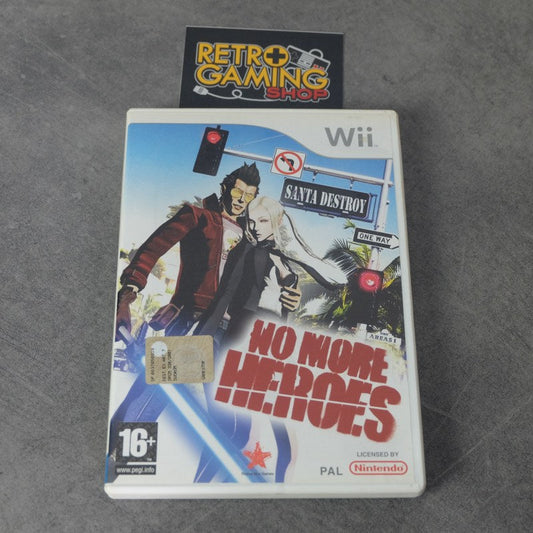 RETRO
GAMING
SHOP
Wii
SANTA DESTROY
ONE WAY
AREA51
NO MORE
HEROES
16+
www.pegi.info
PAL
LICENSED BY
Nintendo